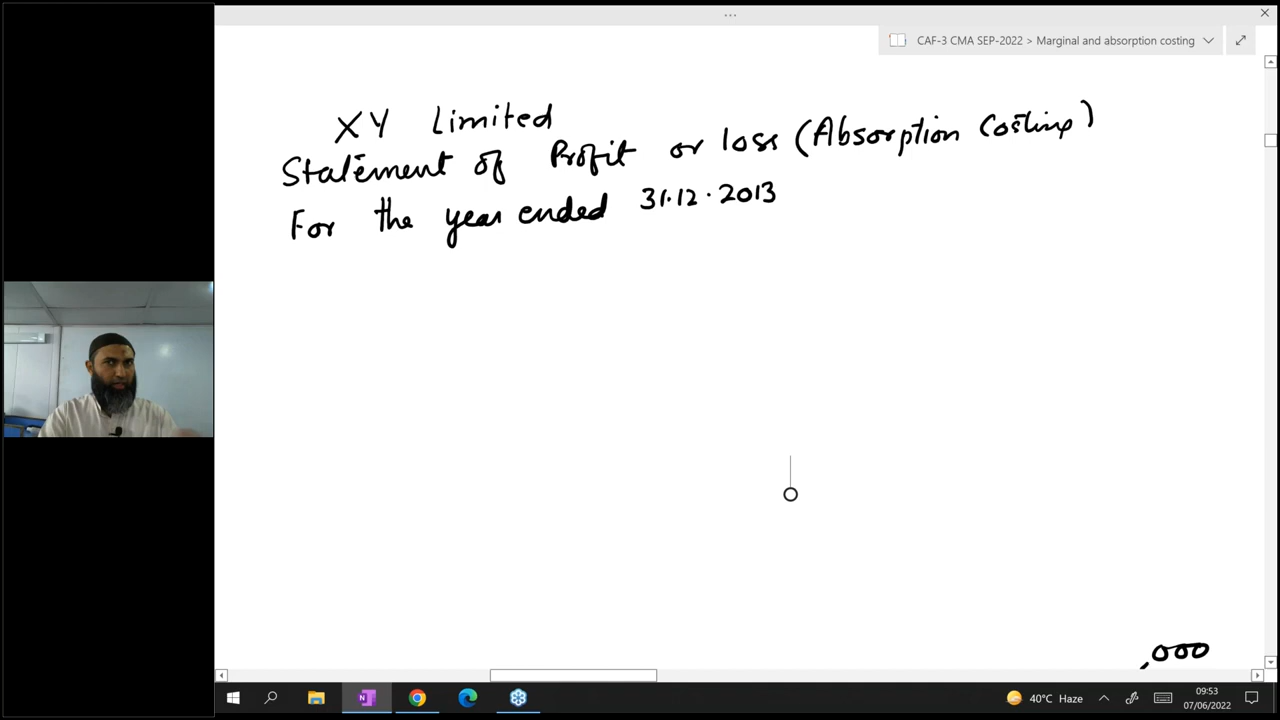 CAF-3 CMA SEP-2022 > Marginal and absorption costing
XY Limited
Statement of Profit or loss (Absorption Costing)
For the year ended 31.12.2013
,000
40°C Haze
09:53
07/06/2022